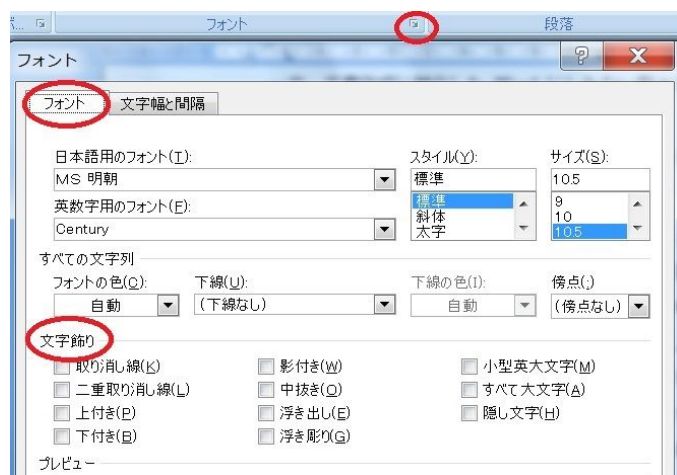 フォント 段落
フォント
フォント 文字幅と間隔
日本語用のフォント(T): スタイル(Y): サイズ(S):
MS 明朝 標準 10.5
標準 9
英数字用のフォント(F): 斜体 10
Century 太字 10.5
すべての文字列
フォントの色(C): 下線(U): 下線の色(I): 傍点(;)
自動 (下線なし) 自動 (傍点なし)
文字飾り
取り消し線(K) 影付き(W) 小型英大文字(M)
二重取り消し線(L) 中抜き(O) すべて大文字(A)
上付き(P) 浮き出し(E) 隠し文字(H)
下付き(B) 浮き彫り(G)
プレビュー